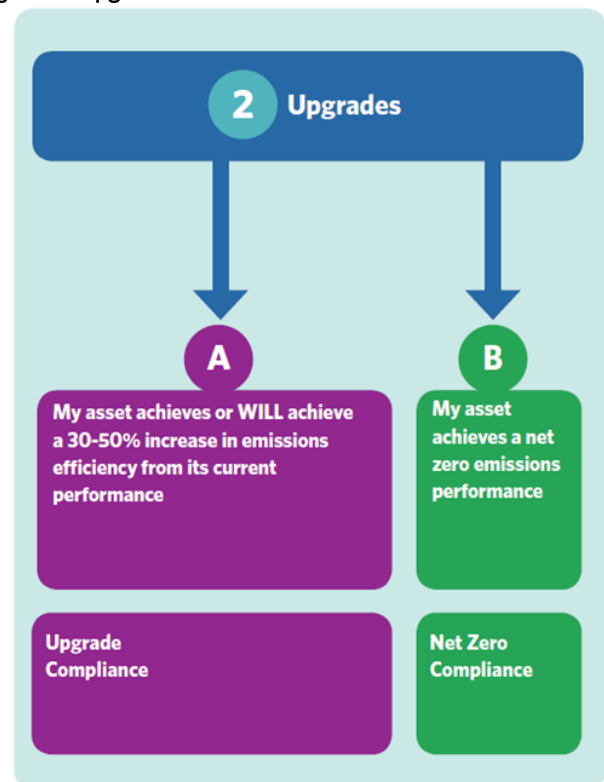 2 Upgrades
A
My asset achieves or WILL achieve
a 30-50% increase in emissions
efficiency from its current
performance
B
My asset
achieves a net
zero emissions
performance
Upgrade
Compliance
Net Zero
Compliance